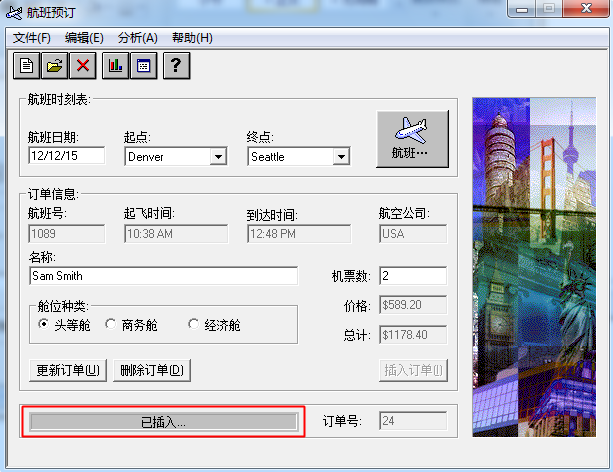 航班预订
文件(F) 编辑(E) 分析(A) 帮助(H)
?
航班时刻表:
航班日期: 起点: 终点:
12/12/15 Denver Seattle
航班...
订单信息:
航班号: 起飞时间: 到达时间: 航空公司:
1089 10:38 AM 12:48 PM USA
名称:
Sam Smith 机票数: 2
舱位种类: 价格: $589.20
头等舱 商务舱 经济舱
总计: $1178.40
更新订单(U) 删除订单(D) 插入订单(I)
已插入... 订单号: 24